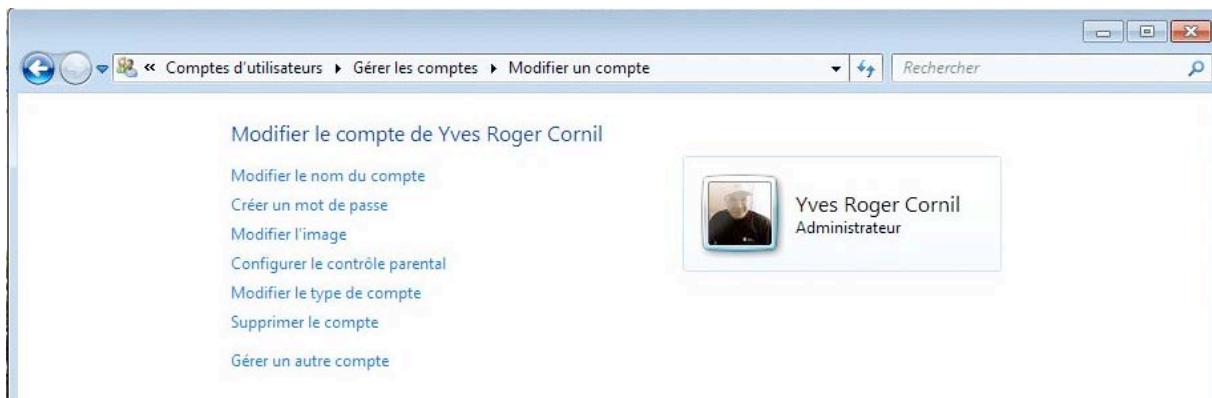 « Comptes d'utilisateurs ▸ Gérer les comptes ▸ Modifier un compte
Rechercher
Modifier le compte de Yves Roger Cornil
Modifier le nom du compte
Créer un mot de passe
Modifier l'image
Configurer le contrôle parental
Modifier le type de compte
Supprimer le compte
Gérer un autre compte
Yves Roger Cornil
Administrateur